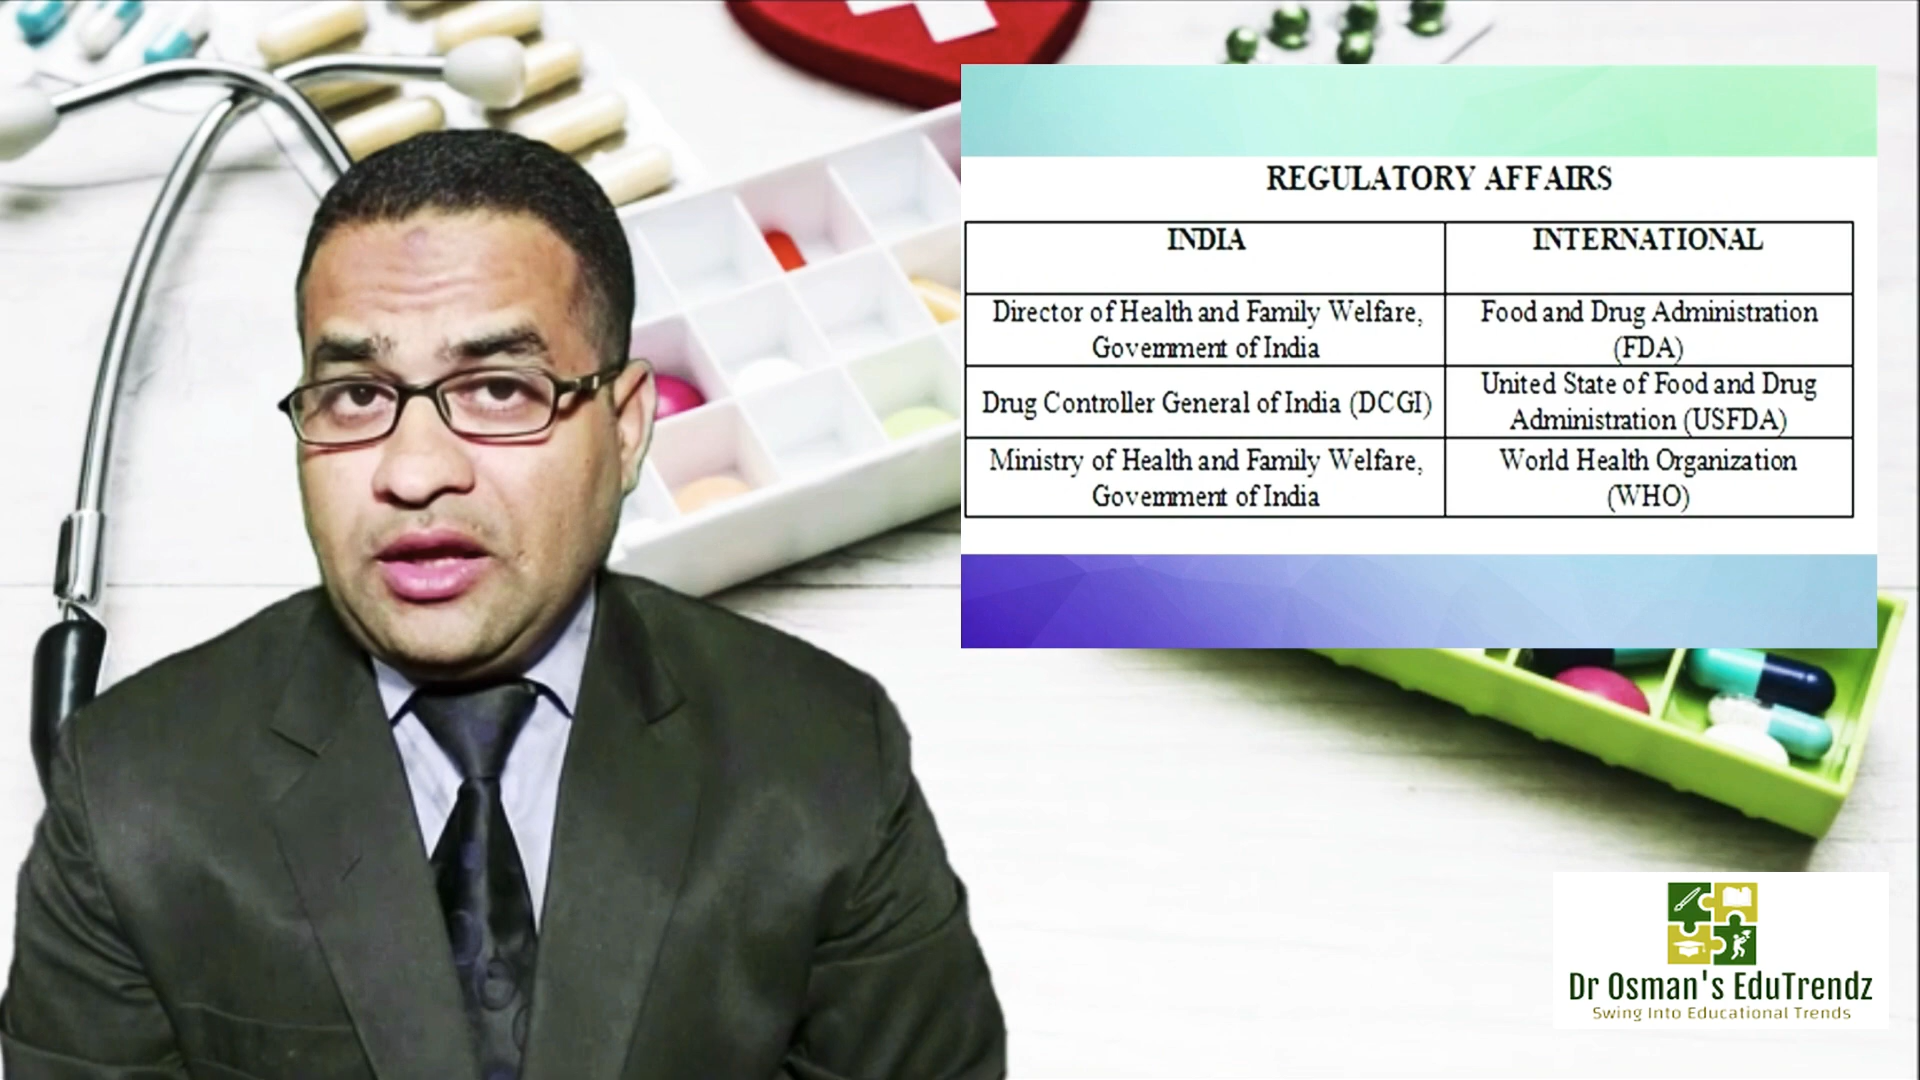 REGULATORY AFFAIRS
INDIA
INTERNATIONAL
Director of Health and Family Welfare,
Government of India
Food and Drug Administration
(FDA)
Drug Controller General of India (DCGI)
United State of Food and Drug
Administration (USFDA)
Ministry of Health and Family Welfare,
Government of India
World Health Organization
(WHO)
Dr Osman's EduTrendz
Swing Into Educational Trends